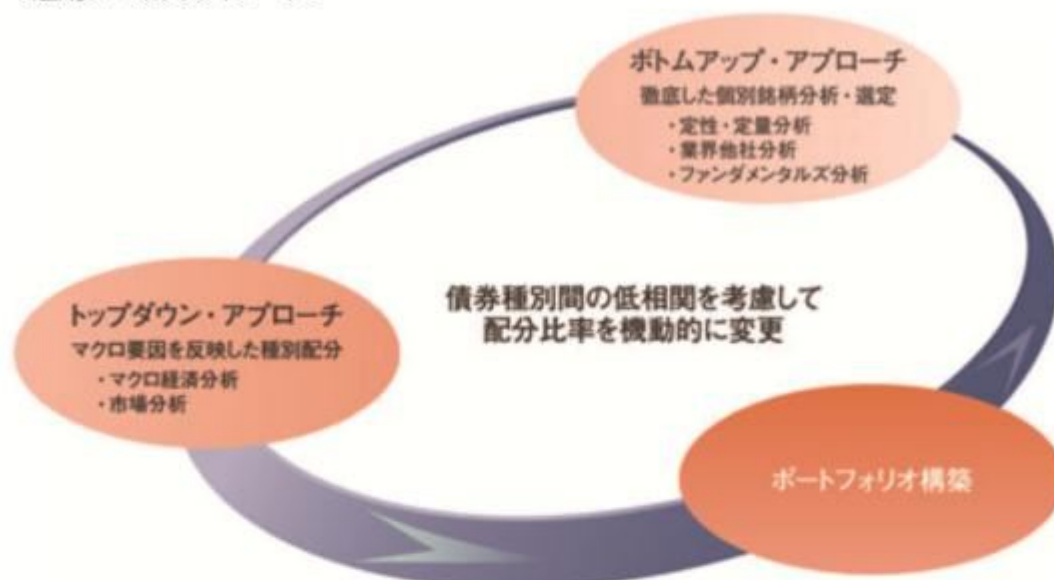 ボトムアップ・アプローチ
徹底した個別銘柄分析・選定
・定性・定量分析
・業界他社分析
・ファンダメンタルズ分析
トップダウン・アプローチ
マクロ要因を反映した種別配分
・マクロ経済分析
・市場分析
債券種別間の低相関を考慮して
配分比率を機動的に変更
ポートフォリオ構築